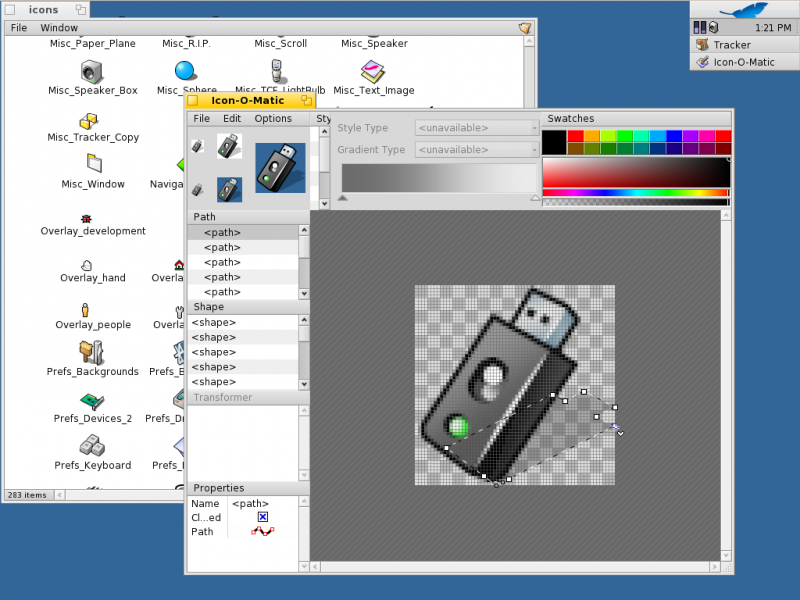 icons
File Window
Misc_Paper_Plane Misc_R.I.P. Misc_Scroll Misc_Speaker
Misc_Speaker_Box Misc_Sphere Misc_TCF_LightBulb Misc_Text_Image
Misc_Tracker_Copy
Misc_Window Naviga
Overlay_development
Overlay_hand Overla
Overlay_people Overlo
Prefs_Backgrounds Prefs_B
Prefs_Devices_2 Prefs_D
Prefs_Keyboard Prefs_
283 items
1:21 PM
Tracker
Icon-O-Matic
Icon-O-Matic
File Edit Options Sty
Style Type <unavailable>
Gradient Type <unavailable>
Swatches
Path
<path>
<path>
<path>
<path>
<path>
Shape
<shape>
<shape>
<shape>
<shape>
<shape>
Transformer
Properties
Name <path>
Cl...ed
Path